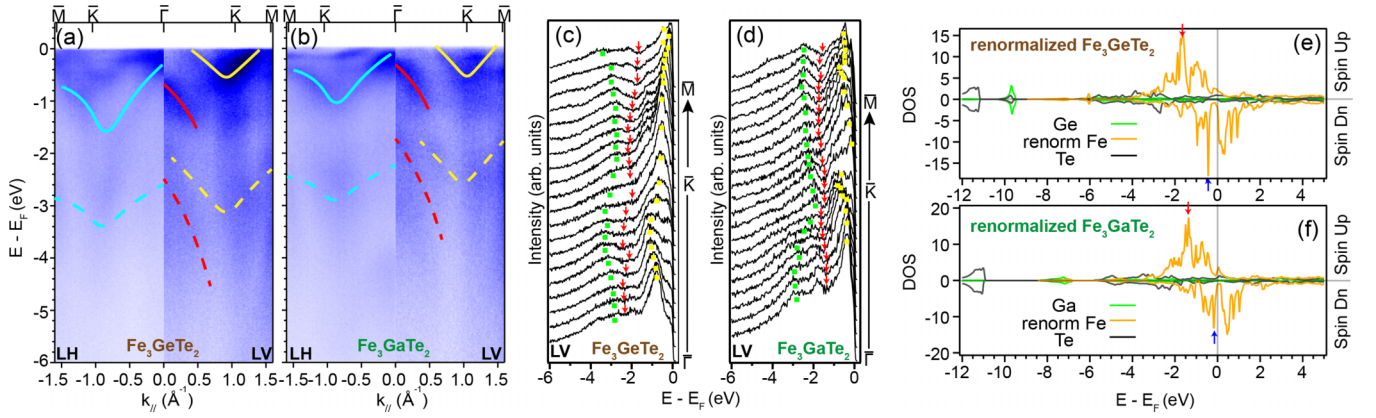 M̅ K̅ Γ̅ K̅ M̅
(a)
0
-1
-2
-3
-4
-5
-6
E - E_F (eV)
Fe₃GeTe₂
LH LV
-1.5 -1.0 -0.5 0.0 0.5 1.0 1.5
k_// (Å⁻¹)
M̅ K̅ Γ̅ K̅ M̅
(b)
Fe₃GaTe₂
LH LV
-1.5 -1.0 -0.5 0.0 0.5 1.0 1.5
k_// (Å⁻¹)
(c)
Intensity (arb. units)
M̅
K̅
Γ̅
LV Fe₃GeTe₂
-6 -4 -2 0
(d)
Intensity (arb. units)
M̅
K̅
Γ̅
LV Fe₃GaTe₂
-6 -4 -2 0
E - E_F (eV)
renormalized Fe₃GeTe₂ (e)
DOS
15
10
5
0
-5
-10
-15
Ge
renorm Fe
Te
Spin Up
Spin Dn
-12 -10 -8 -6 -4 -2 0 2 4
renormalized Fe₃GaTe₂ (f)
DOS
20
10
0
-10
-20
Ga
renorm Fe
Te
Spin Up
Spin Dn
-12 -10 -8 -6 -4 -2 0 2 4
E - E_F (eV)